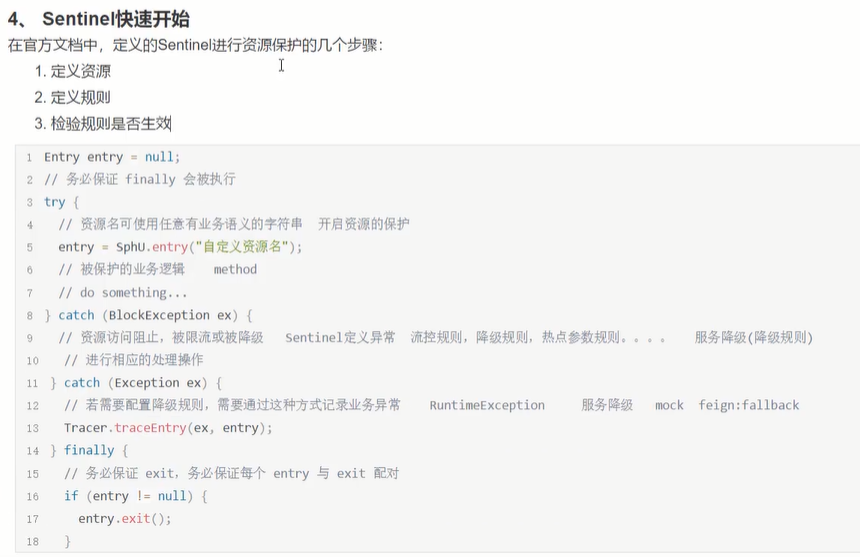 4、 Sentinel快速开始
在官方文档中，定义的Sentinel进行资源保护的几个步骤：
1. 定义资源
2. 定义规则
3. 检验规则是否生效
1 Entry entry = null;
2 // 务必保证 finally 会被执行
3 try {
4 // 资源名可使用任意有业务语义的字符串 开启资源的保护
5 entry = SphU.entry("自定义资源名");
6 // 被保护的业务逻辑 method
7 // do something...
8 } catch (BlockException ex) {
9 // 资源访问阻止，被限流或被降级 Sentinel定义异常 流控规则，降级规则，热点参数规则。。。。 服务降级(降级规则)
10 // 进行相应的处理操作
11 } catch (Exception ex) {
12 // 若需要配置降级规则，需要通过这种方式记录业务异常 RuntimeException 服务降级 mock feign:fallback
13 Tracer.traceEntry(ex, entry);
14 } finally {
15 // 务必保证 exit，务必保证每个 entry 与 exit 配对
16 if (entry != null) {
17 entry.exit();
18 }